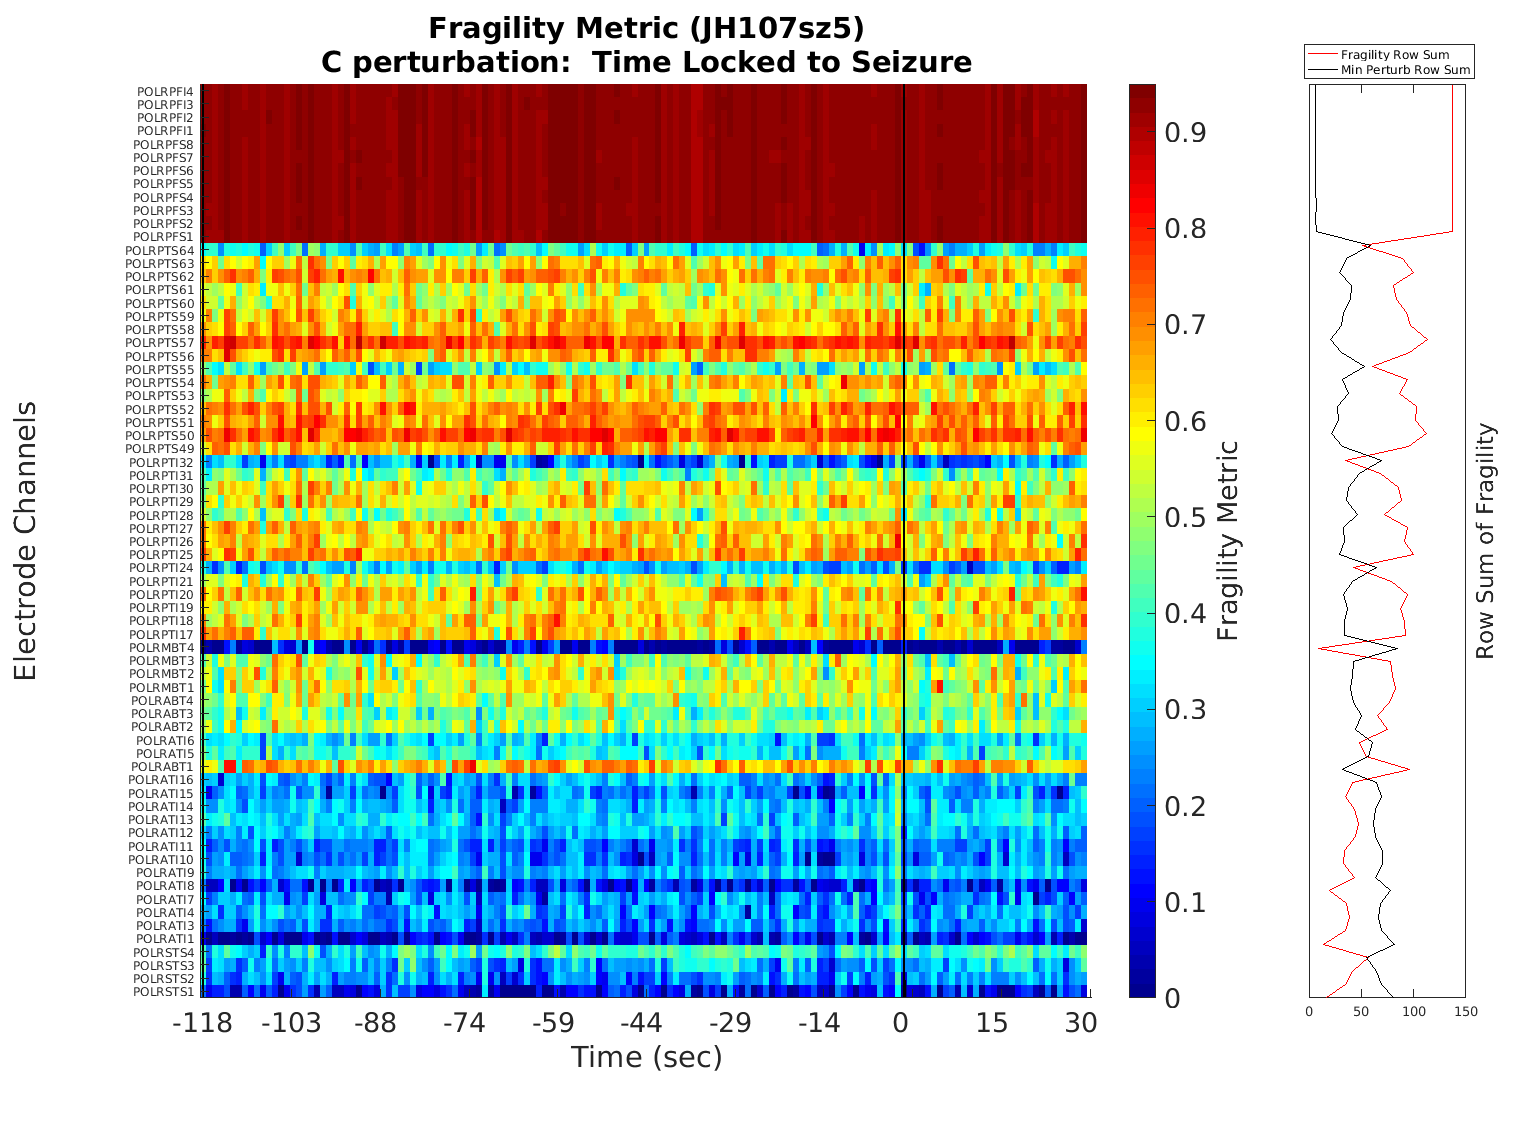 Fragility Metric (JH107sz5)
C perturbation:  Time Locked to Seizure
Electrode Channels
POLRPFI4
POLRPFI3
POLRPFI2
POLRPFI1
POLRPFS8
POLRPFS7
POLRPFS6
POLRPFS5
POLRPFS4
POLRPFS3
POLRPFS2
POLRPFS1
POLRPTS64
POLRPTS63
POLRPTS62
POLRPTS61
POLRPTS60
POLRPTS59
POLRPTS58
POLRPTS57
POLRPTS56
POLRPTS55
POLRPTS54
POLRPTS53
POLRPTS52
POLRPTS51
POLRPTS50
POLRPTS49
POLRPTI32
POLRPTI31
POLRPTI30
POLRPTI29
POLRPTI28
POLRPTI27
POLRPTI26
POLRPTI25
POLRPTI24
POLRPTI21
POLRPTI20
POLRPTI19
POLRPTI18
POLRPTI17
POLRMBT4
POLRMBT3
POLRMBT2
POLRMBT1
POLRABT4
POLRABT3
POLRABT2
POLRATI6
POLRATI5
POLRABT1
POLRATI16
POLRATI15
POLRATI14
POLRATI13
POLRATI12
POLRATI11
POLRATI10
POLRATI9
POLRATI8
POLRATI7
POLRATI4
POLRATI3
POLRATI1
POLRSTS4
POLRSTS3
POLRSTS2
POLRSTS1
-118 -103 -88 -74 -59 -44 -29 -14 0 15 30
Time (sec)
0.9
0.8
0.7
0.6
0.5
0.4
0.3
0.2
0.1
0
Fragility Metric
Fragility Row Sum
Min Perturb Row Sum
0 50 100 150
Row Sum of Fragility